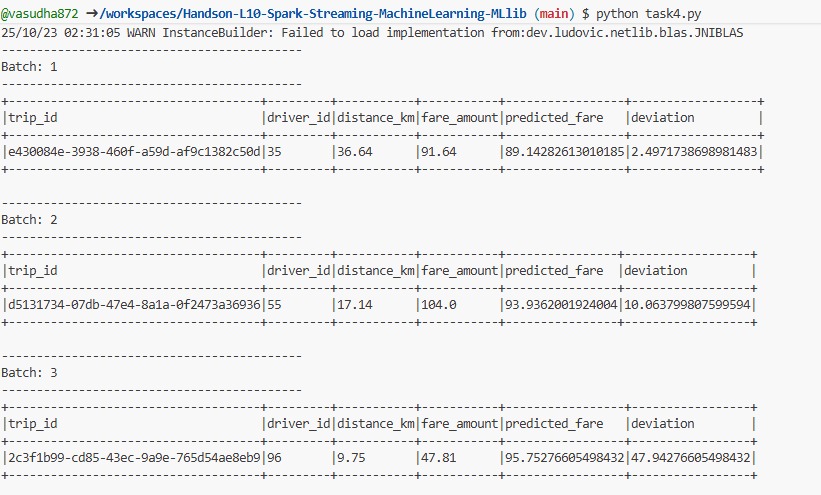 @vasudha872 ➜/workspaces/Handson-L10-Spark-Streaming-MachineLearning-MLlib (main) $ python task4.py
25/10/23 02:31:05 WARN InstanceBuilder: Failed to load implementation from:dev.ludovic.netlib.blas.JNIBLAS
-------------------------------------------
Batch: 1
-------------------------------------------
+------------------------------------+---------+-----------+-----------+-----------------+------------------+
|trip_id                             |driver_id|distance_km|fare_amount|predicted_fare   |deviation         |
+------------------------------------+---------+-----------+-----------+-----------------+------------------+
|e430084e-3938-460f-a59d-af9c1382c50d|35       |36.64      |91.64      |89.14282613010185|2.4971738698981483|
+------------------------------------+---------+-----------+-----------+-----------------+------------------+
-------------------------------------------
Batch: 2
-------------------------------------------
+------------------------------------+---------+-----------+-----------+----------------+------------------+
|trip_id                             |driver_id|distance_km|fare_amount|predicted_fare  |deviation         |
+------------------------------------+---------+-----------+-----------+----------------+------------------+
|d5131734-07db-47e4-8a1a-0f2473a36936|55       |17.14      |104.0      |93.9362001924004|10.063799807599594|
+------------------------------------+---------+-----------+-----------+----------------+------------------+
-------------------------------------------
Batch: 3
-------------------------------------------
+------------------------------------+---------+-----------+-----------+-----------------+-----------------+
|trip_id                             |driver_id|distance_km|fare_amount|predicted_fare   |deviation        |
+------------------------------------+---------+-----------+-----------+-----------------+-----------------+
|2c3f1b99-cd85-43ec-9a9e-765d54ae8eb9|96       |9.75       |47.81      |95.75276605498432|47.94276605498432|
+------------------------------------+---------+-----------+-----------+-----------------+-----------------+